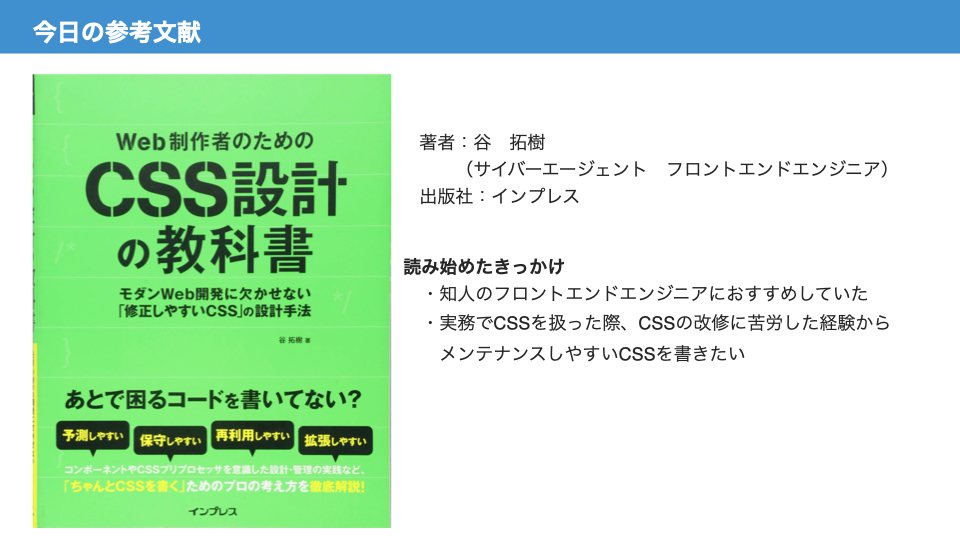 今日の参考文献
Web制作者のための
CSS設計
の教科書
モダンWeb開発に欠かせない
「修正しやすいCSS」の設計手法
谷 拓樹 著
あとで困るコードを書いてない?
予測しやすい 保守しやすい 再利用しやすい 拡張しやすい
コンポーネントやCSSプリプロセッサを意識した設計・管理の実践など、
「ちゃんとCSSを書く」ためのプロの考え方を徹底解説!
インプレス
著者：谷　拓樹
（サイバーエージェント　フロントエンドエンジニア）
出版社：インプレス
読み始めたきっかけ
・知人のフロントエンドエンジニアにおすすめしていた
・実務でCSSを扱った際、CSSの改修に苦労した経験から
メンテナンスしやすいCSSを書きたい